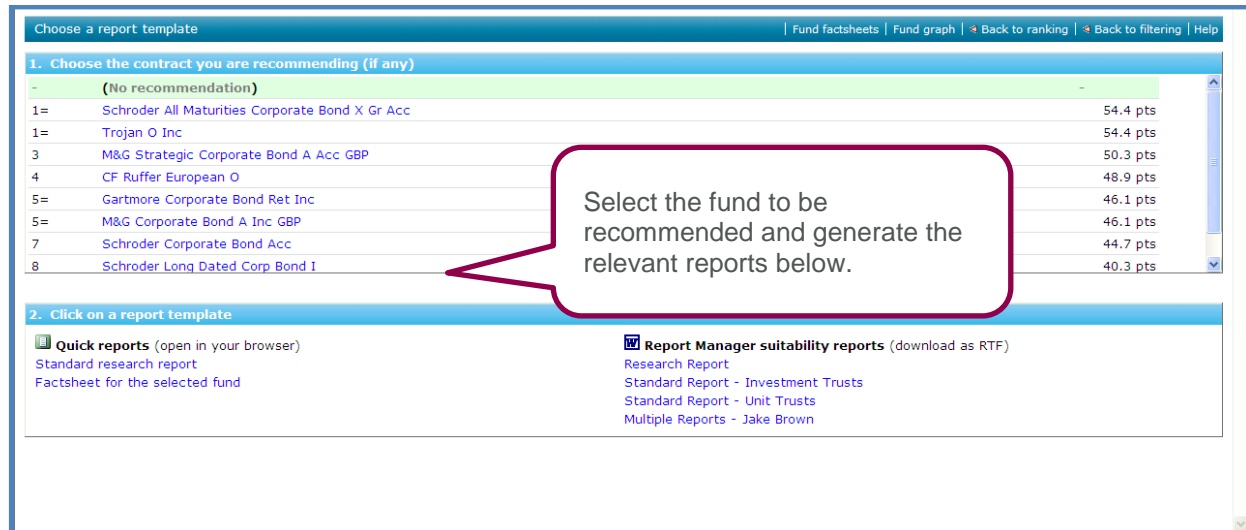 Choose a report template | Fund factsheets | Fund graph | Back to ranking | Back to filtering | Help
1. Choose the contract you are recommending (if any)
- (No recommendation) -
1= Schroder All Maturities Corporate Bond X Gr Acc 54.4 pts
1= Trojan O Inc 54.4 pts
3 M&G Strategic Corporate Bond A Acc GBP 50.3 pts
4 CF Ruffer European O 48.9 pts
5= Gartmore Corporate Bond Ret Inc 46.1 pts
5= M&G Corporate Bond A Inc GBP 46.1 pts
7 Schroder Corporate Bond Acc 44.7 pts
8 Schroder Long Dated Corp Bond I 40.3 pts
Select the fund to be
recommended and generate the
relevant reports below.
2. Click on a report template
Quick reports (open in your browser)
Standard research report
Factsheet for the selected fund
Report Manager suitability reports (download as RTF)
Research Report
Standard Report - Investment Trusts
Standard Report - Unit Trusts
Multiple Reports - Jake Brown